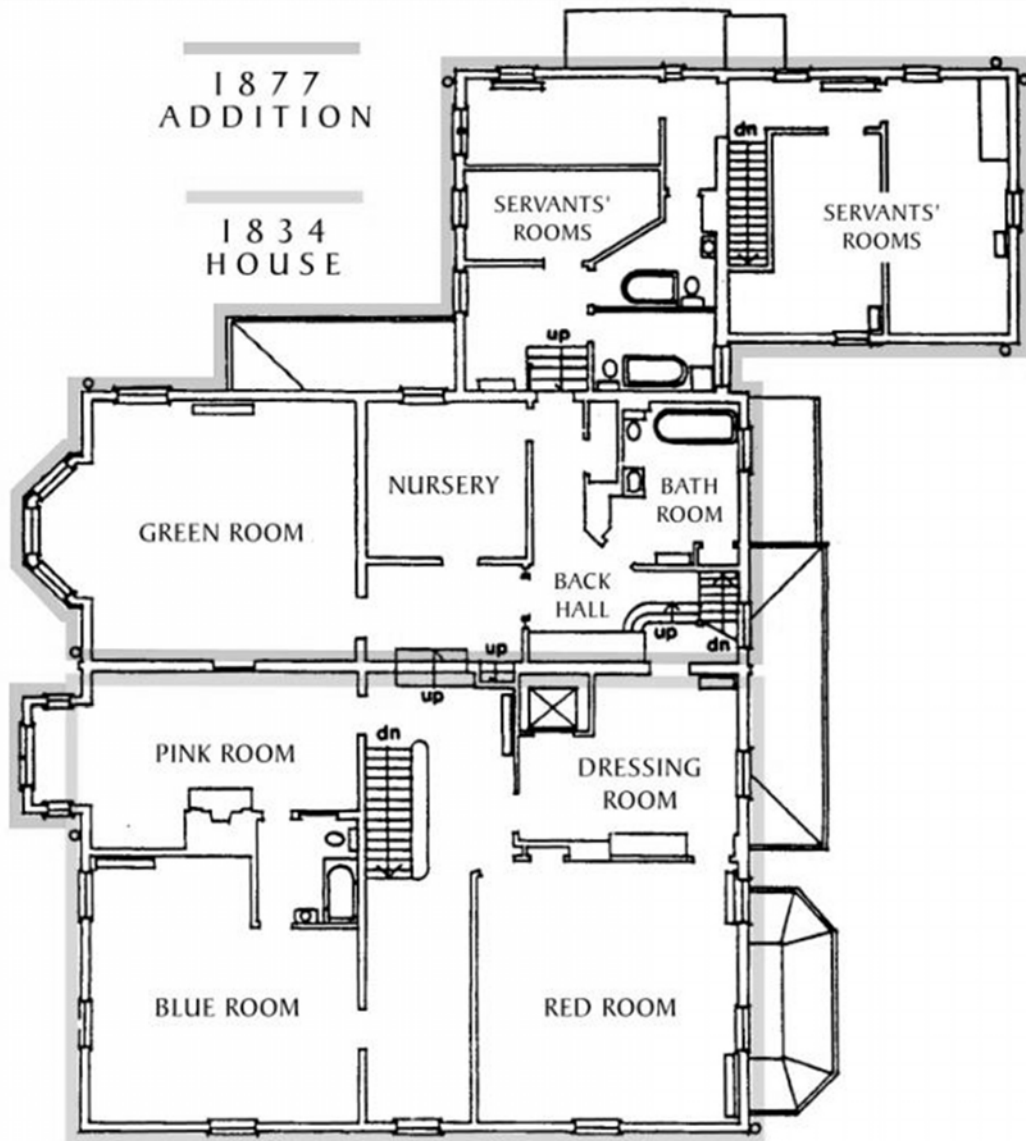 1877
ADDITION
1834
HOUSE
dn
SERVANTS'
ROOMS
SERVANTS'
ROOMS
up
NURSERY
GREEN ROOM
BATH
ROOM
BACK
HALL
up
dn
up
up
PINK ROOM
dn
DRESSING
ROOM
BLUE ROOM
RED ROOM